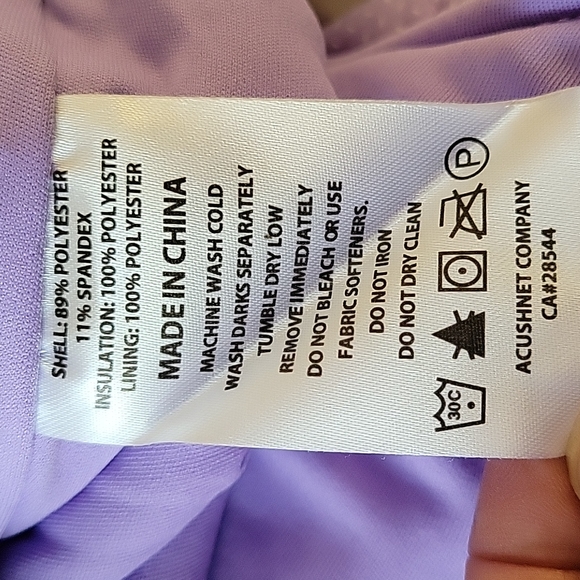 SHELL: 89% POLYESTER
11% SPANDEX
INSULATION: 100% POLYESTER
LINING: 100% POLYESTER
MADE IN CHINA
MACHINE WASH COLD
WASH DARKS SEPARATELY
TUMBLE DRY LOW
REMOVE IMMEDIATELY
DO NOT BLEACH OR USE
FABRIC SOFTENERS.
DO NOT IRON
DO NOT DRY CLEAN
30C
P
ACUSHNET COMPANY
CA#28544